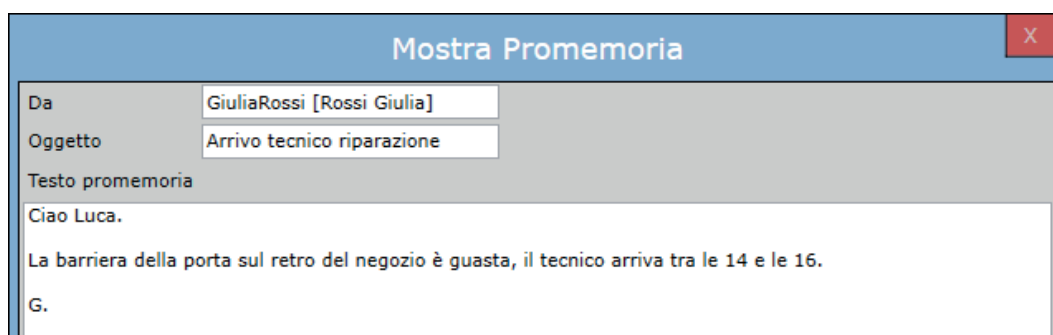 Mostra Promemoria
X
Da GiuliaRossi [Rossi Giulia]
Oggetto Arrivo tecnico riparazione
Testo promemoria
Ciao Luca.
La barriera della porta sul retro del negozio è guasta, il tecnico arriva tra le 14 e le 16.
G.